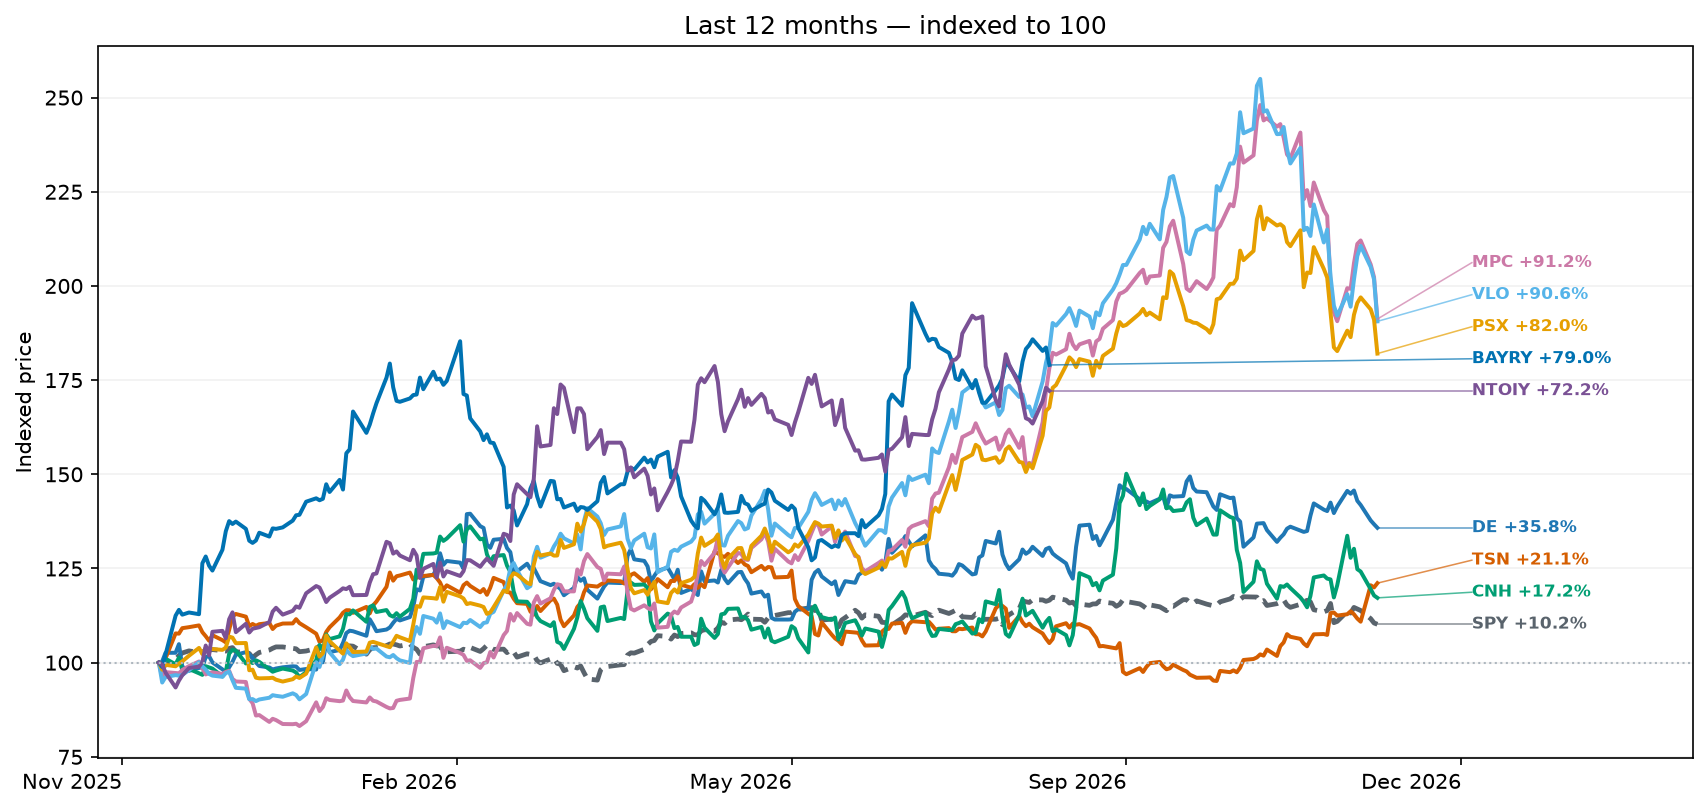 Last 12 months — indexed to 100
Indexed price
250
225
200
175
150
125
100
75
MPC +91.2%
VLO +90.6%
PSX +82.0%
BAYRY +79.0%
NTOIY +72.2%
DE +35.8%
TSN +21.1%
CNH +17.2%
SPY +10.2%
Nov 2025
Feb 2026
May 2026
Sep 2026
Dec 2026